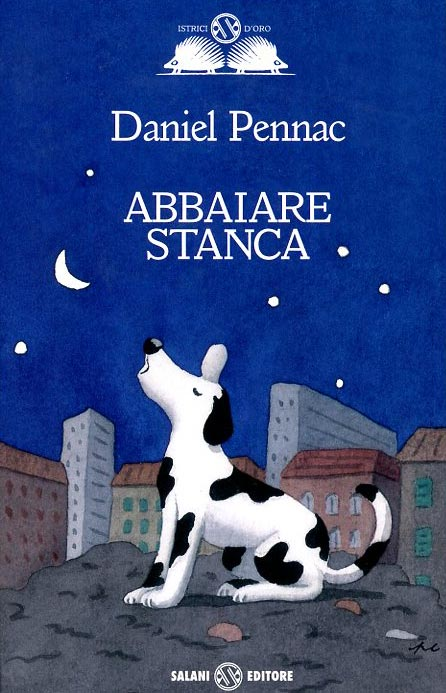 ISTRICI D'ORO
Daniel Pennac
ABBAIARE
STANCA
SALANI EDITORE